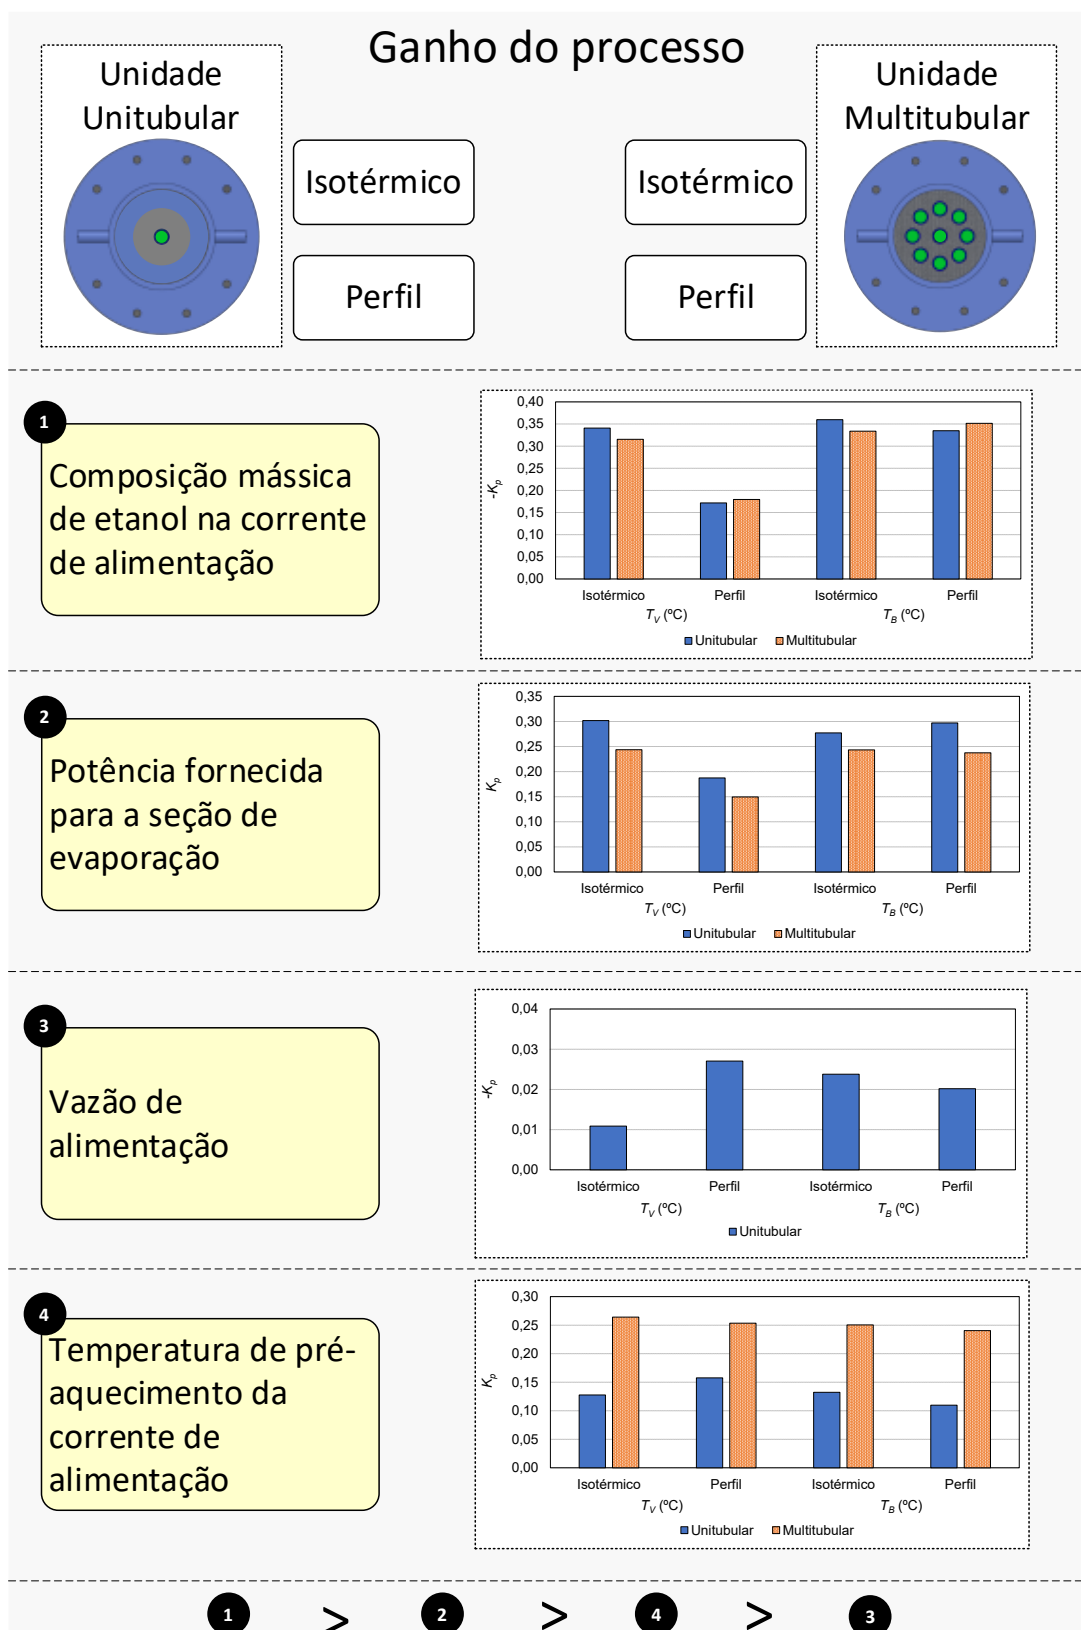 Ganho do processo
Unidade
Unitubular
Isotérmico
Perfil
Isotérmico
Perfil
Unidade
Multitubular
1
Composição mássica
de etanol na corrente
de alimentação
-Kp
0,40
0,35
0,30
0,25
0,20
0,15
0,10
0,05
0,00
Isotérmico Perfil Isotérmico Perfil
TV (ºC) TB (ºC)
Unitubular Multitubular
2
Potência fornecida
para a seção de
evaporação
Kp
0,35
0,30
0,25
0,20
0,15
0,10
0,05
0,00
Isotérmico Perfil Isotérmico Perfil
TV (ºC) TB (ºC)
Unitubular Multitubular
3
Vazão de
alimentação
-Kp
0,04
0,03
0,02
0,01
0,00
Isotérmico Perfil Isotérmico Perfil
TV (ºC) TB (ºC)
Unitubular
4
Temperatura de pré-
aquecimento da
corrente de
alimentação
Kp
0,30
0,25
0,20
0,15
0,10
0,05
0,00
Isotérmico Perfil Isotérmico Perfil
TV (ºC) TB (ºC)
Unitubular Multitubular
1 > 2 > 4 > 3